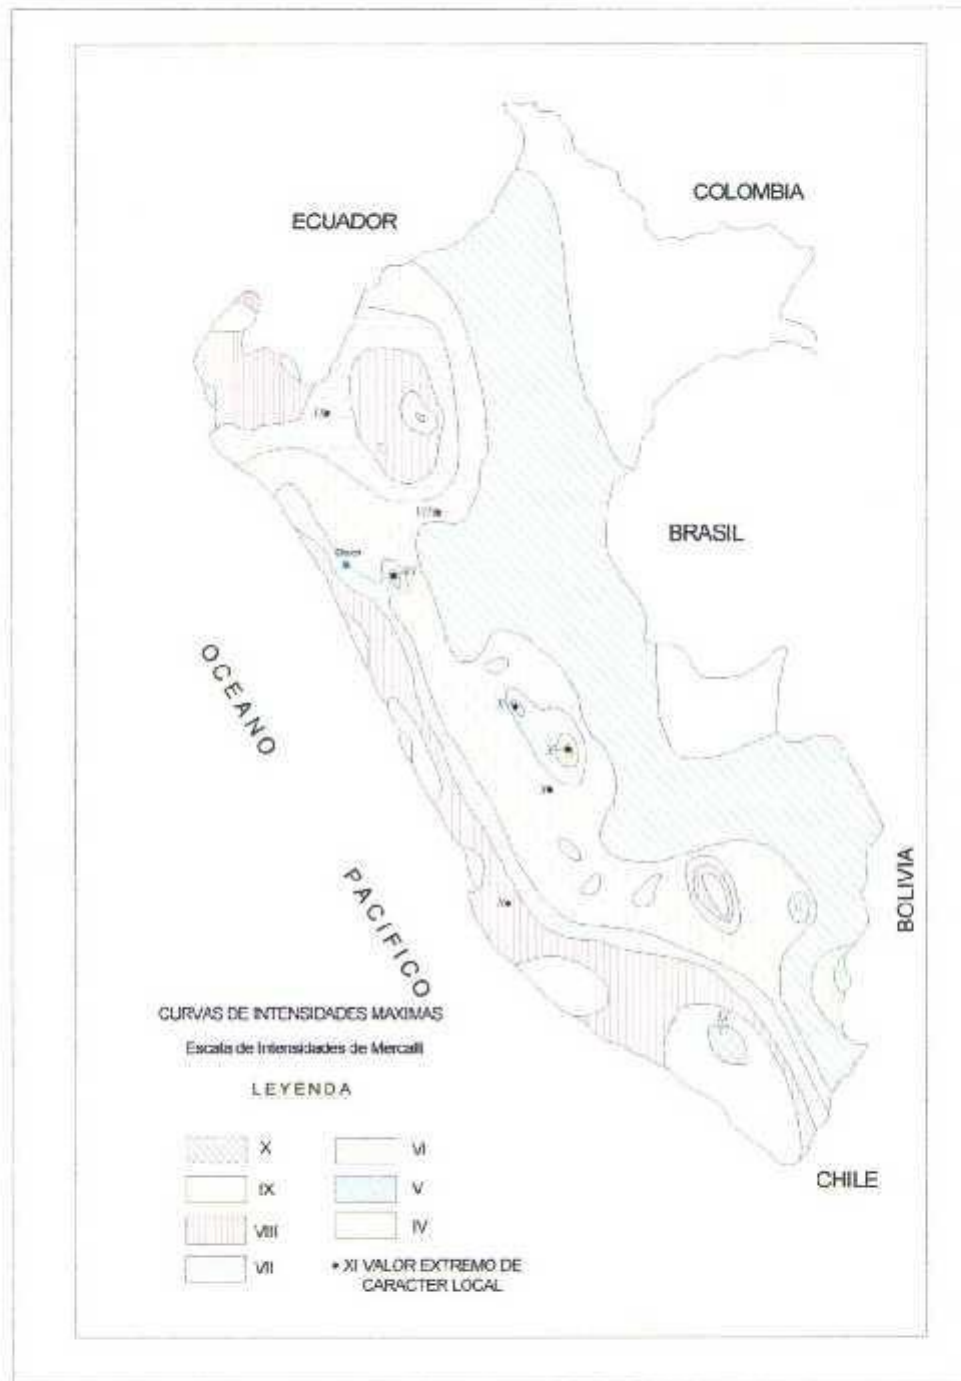 COLOMBIA
ECUADOR
BRASIL
OCEANO
PACÍFICO
BOLIVIA
CURVAS DE INTENSIDADES MAXIMAS
Escala de Intensidades de Mercalli
LEYENDA
X
IX
VIII
VII
VI
V
IV
• XI VALOR EXTREMO DE
CARACTER LOCAL
CHILE